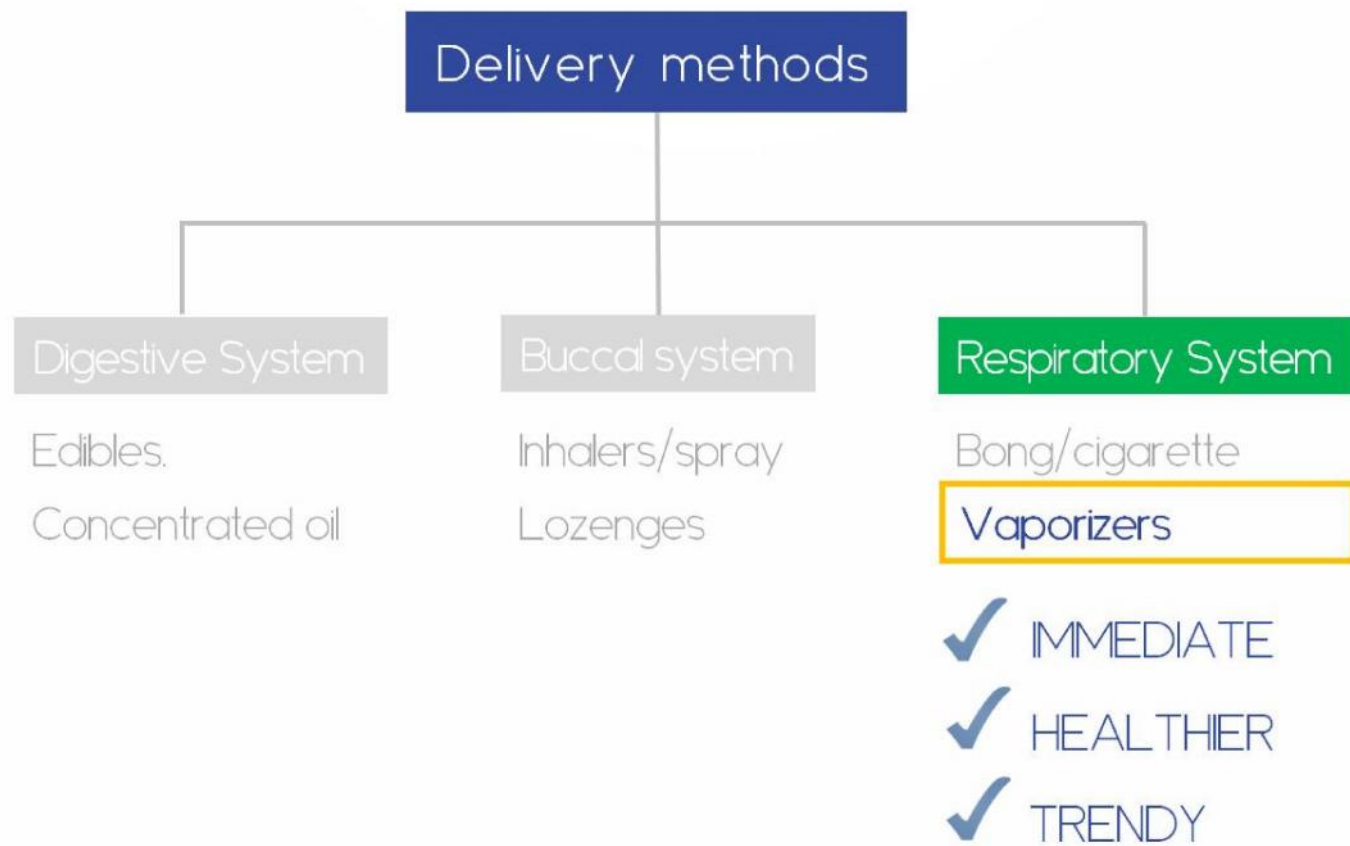 Delivery methods
Digestive System
Edibles.
Concentrated oil
Buccal system
Inhalers/spray
Lozenges
Respiratory System
Bong/cigarette
Vaporizers
IMMEDIATE
HEALTHIER
TRENDY